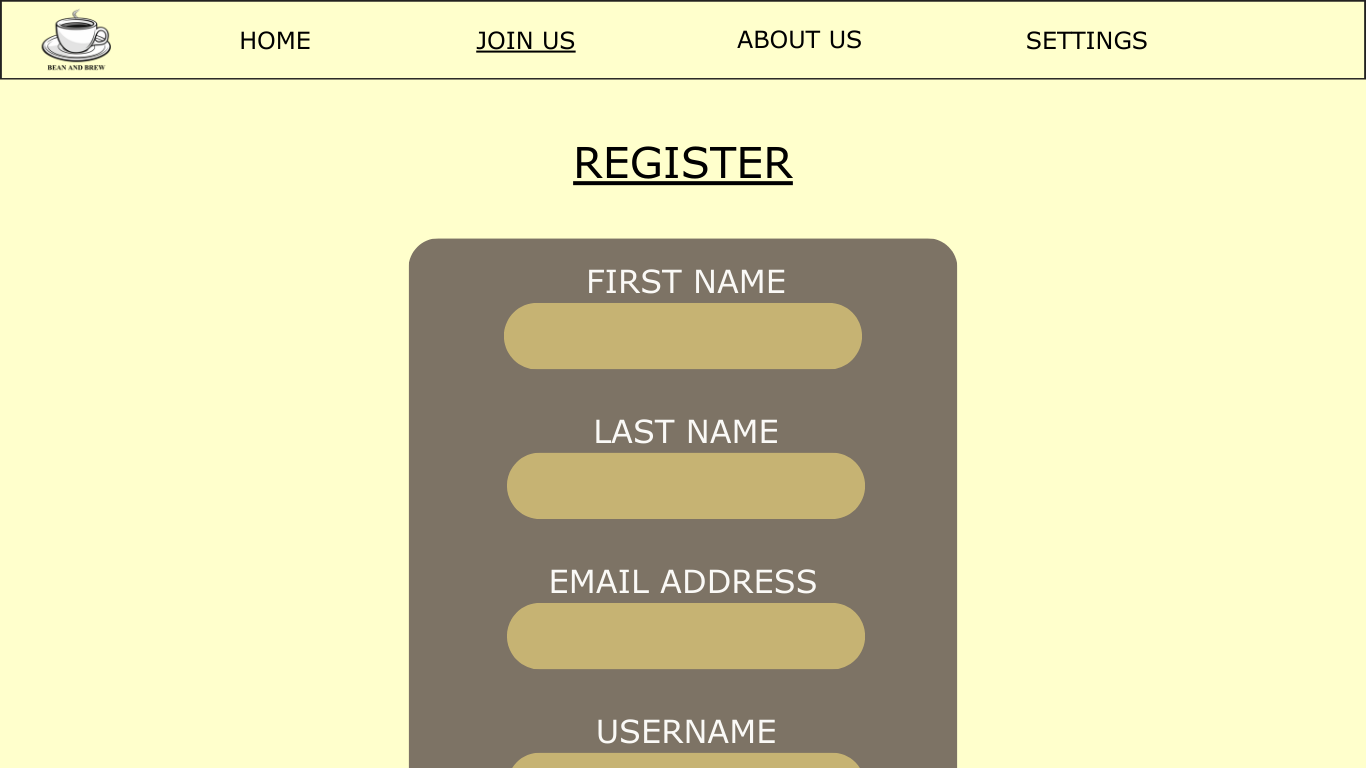 HOME JOIN US ABOUT US SETTINGS
BEAN AND BREW
REGISTER
FIRST NAME
LAST NAME
EMAIL ADDRESS
USERNAME